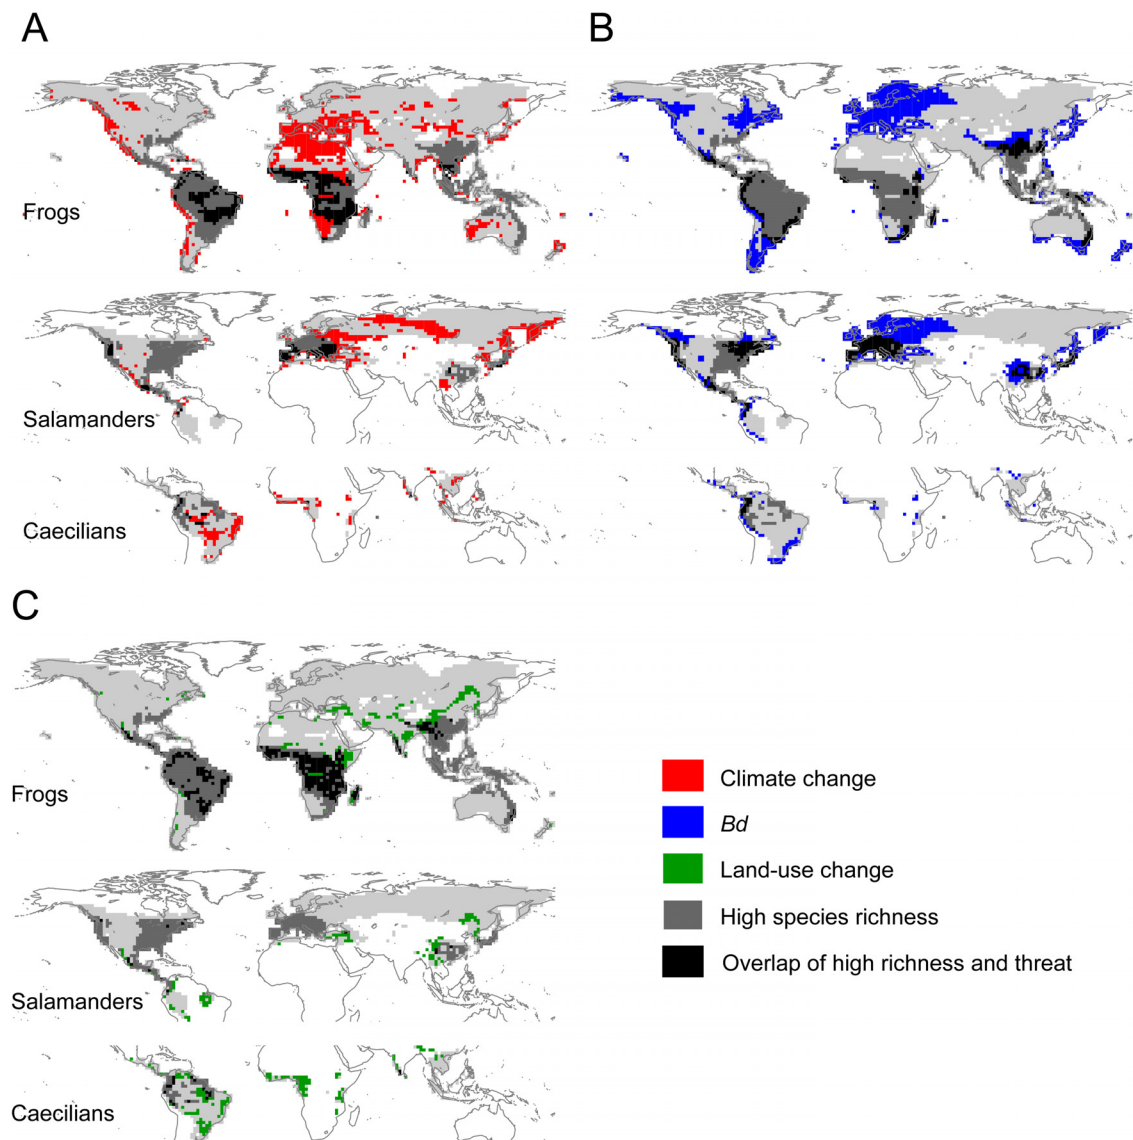 A
Frogs
Salamanders
Caecilians
B
C
Frogs
Salamanders
Caecilians
Climate change
Bd
Land-use change
High species richness
Overlap of high richness and threat